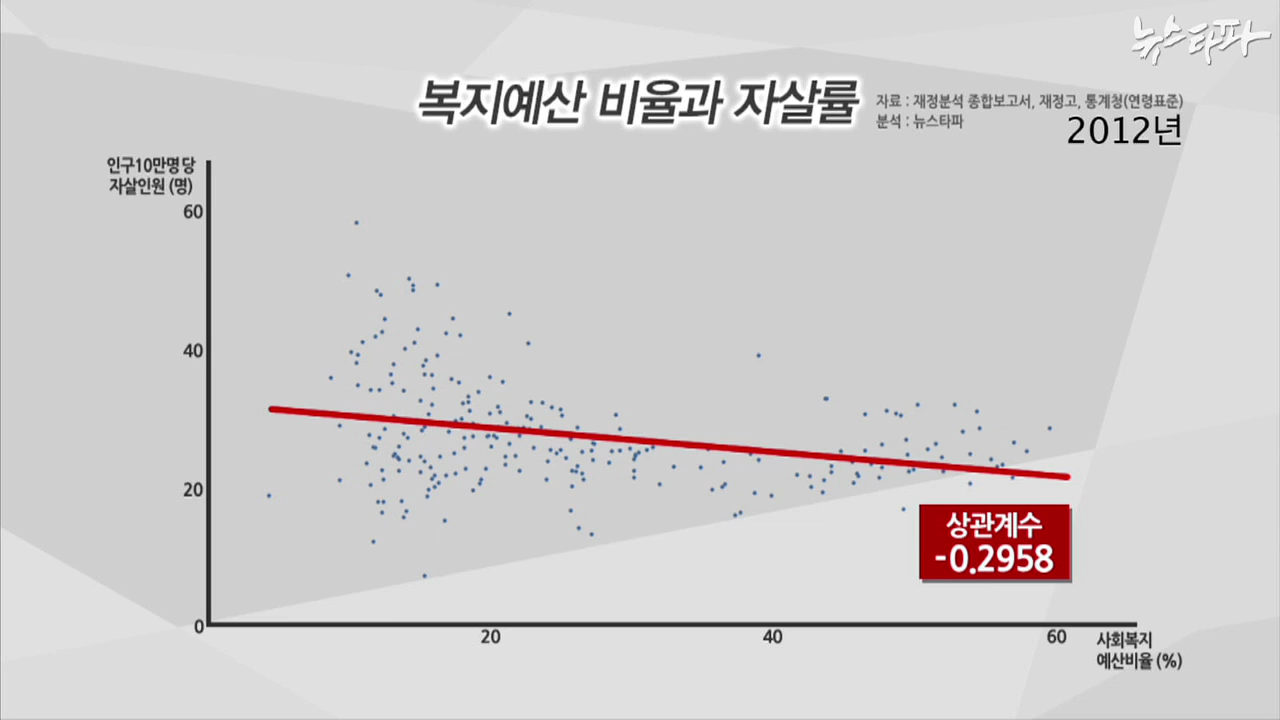 뉴스타파
복지예산 비율과 자살률
자료 : 재정분석 종합보고서, 재정고, 통계청(연령표준)
분석 : 뉴스타파
2012년
인구10만명당
자살인원 (명)
60
40
20
0
20
40
60
사회복지
예산비율 (%)
상관계수
-0.2958